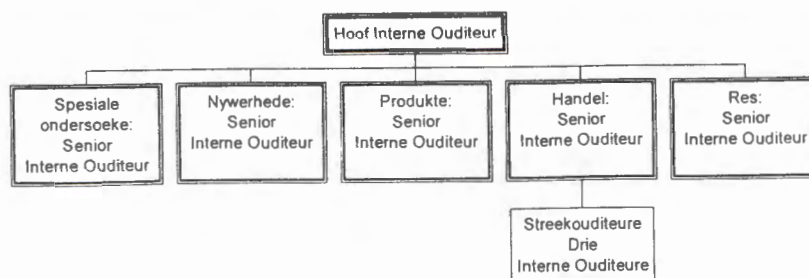 Hoof Interne Ouditeur
Spesiale
ondersoeke:
Senior
Interne Ouditeur
Nywerhede:
Senior
Interne Ouditeur
Produkte:
Senior
Interne Ouditeur
Handel:
Senior
Interne Ouditeur
Res:
Senior
Interne Ouditeur
Streekouditeure
Drie
Interne Ouditeure